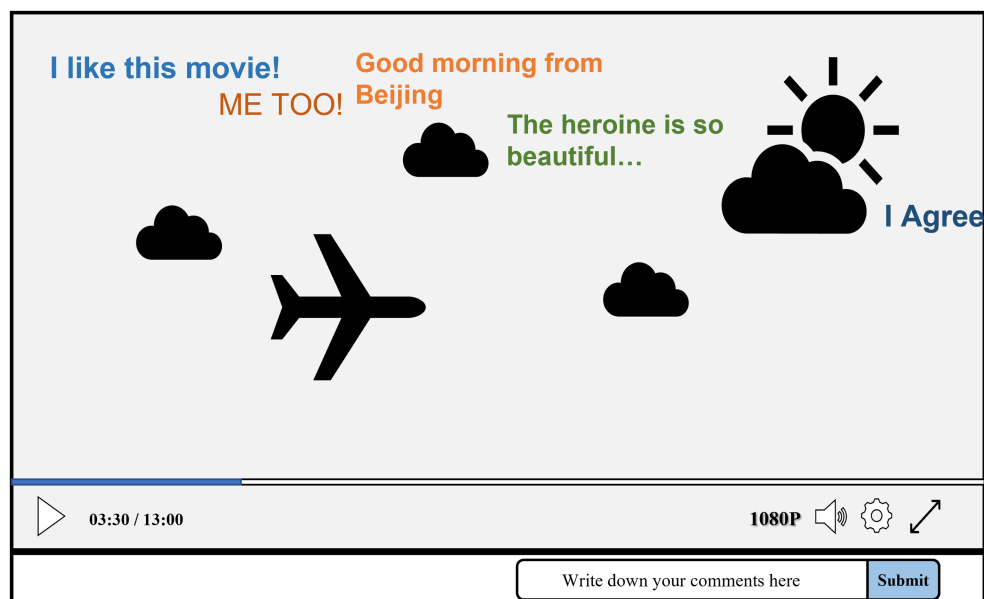 I like this movie!
ME TOO!
Good morning from
Beijing
The heroine is so
beautiful…
I Agree
03:30 / 13:00
1080P
Write down your comments here
Submit